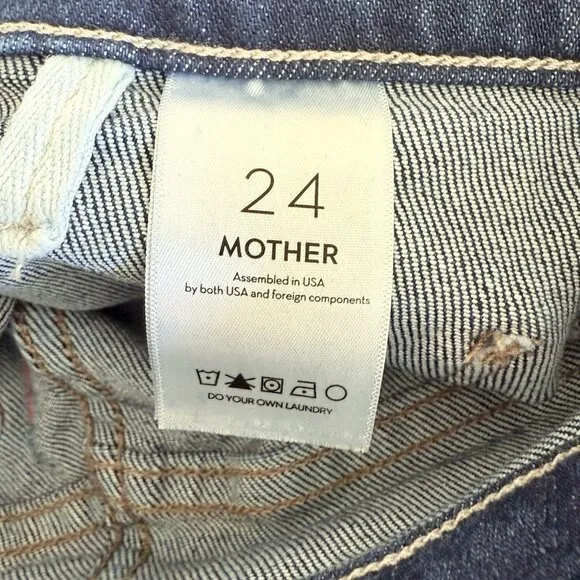 24
MOTHER
Assembled in USA
by both USA and foreign components
DO YOUR OWN LAUNDRY